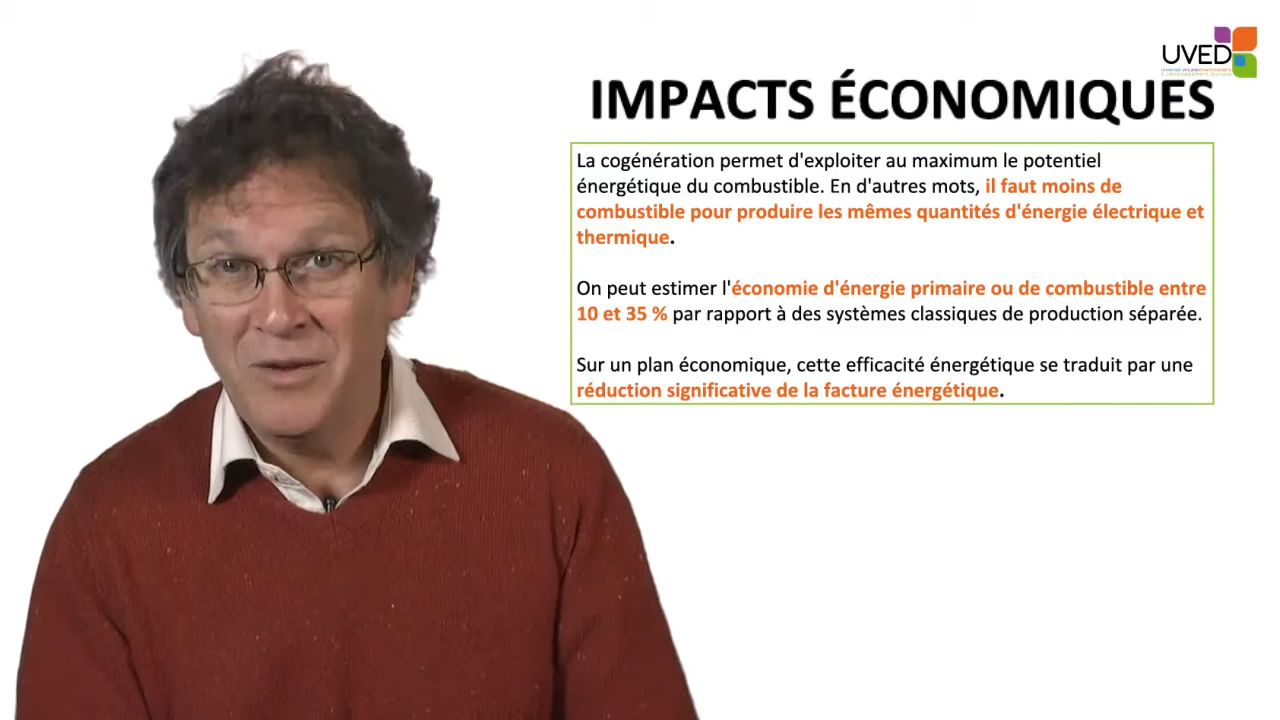 UVED
IMPACTS ÉCONOMIQUES
La cogénération permet d'exploiter au maximum le potentiel
énergétique du combustible. En d'autres mots, il faut moins de
combustible pour produire les mêmes quantités d'énergie électrique et
thermique.
On peut estimer l'économie d'énergie primaire ou de combustible entre
10 et 35 % par rapport à des systèmes classiques de production séparée.
Sur un plan économique, cette efficacité énergétique se traduit par une
réduction significative de la facture énergétique.